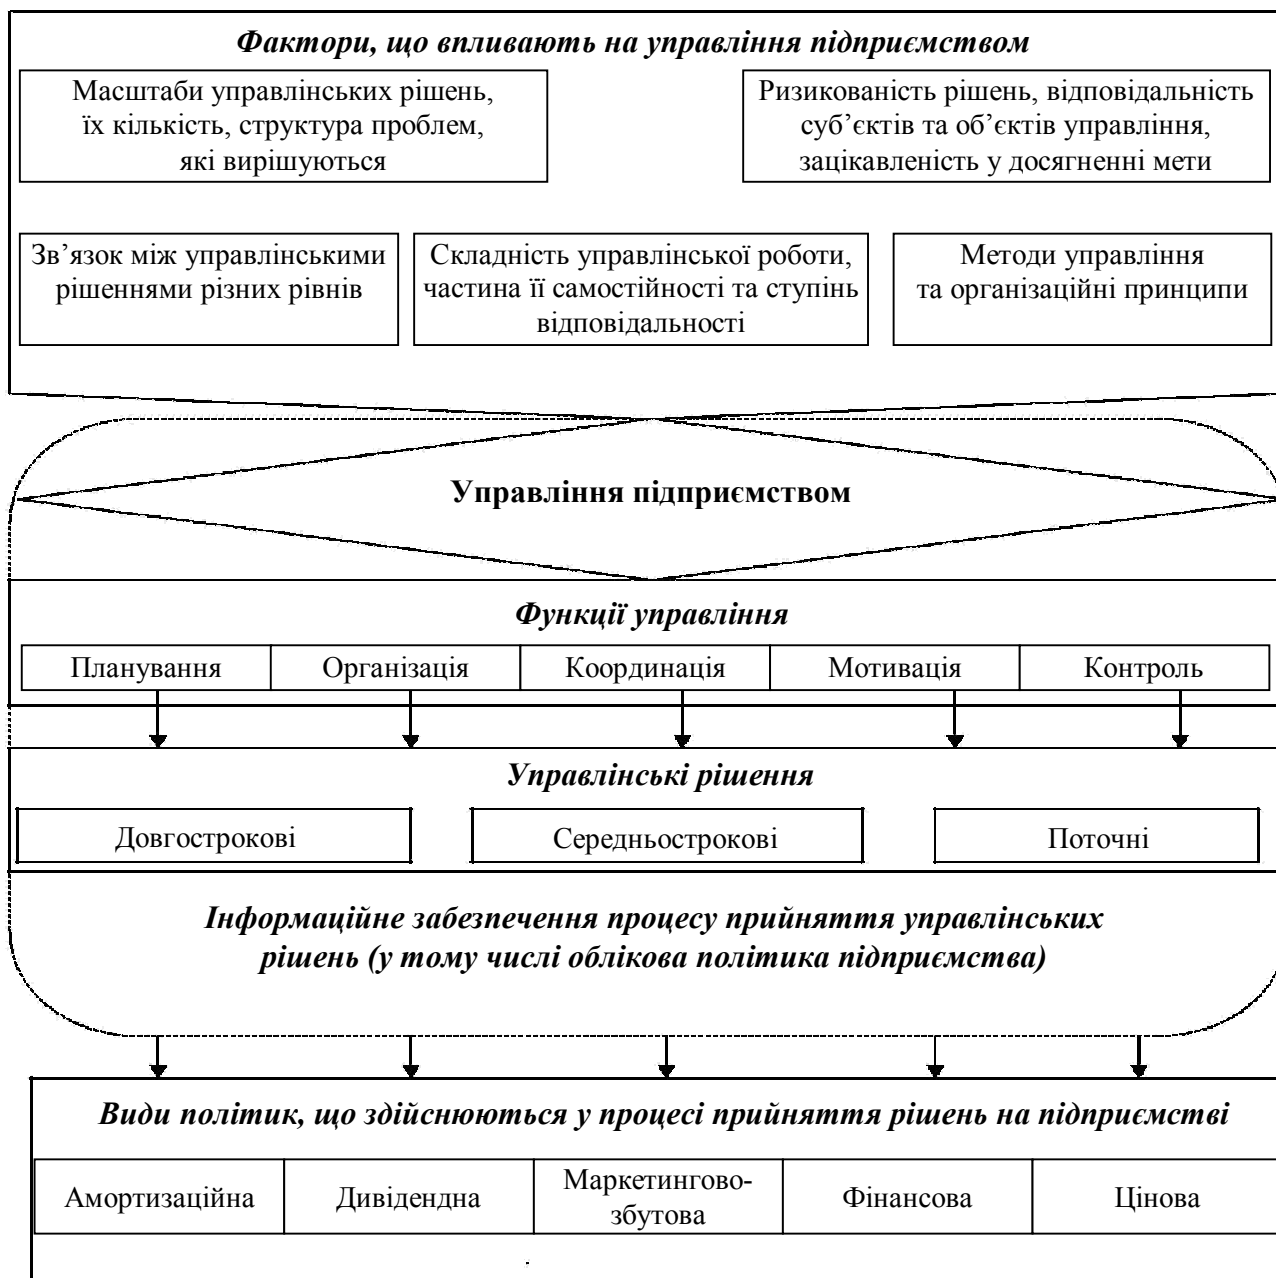 Фактори, що впливають на управління підприємством
Масштаби управлінських рішень,
їх кількість, структура проблем,
які вирішуються
Ризикованість рішень, відповідальність
суб’єктів та об’єктів управління,
зацікавленість у досягненні мети
Зв’язок між управлінськими
рішеннями різних рівнів
Складність управлінської роботи,
частина її самостійності та ступінь
відповідальності
Методи управління
та організаційні принципи
Управління підприємством
Функції управління
Планування
Організація
Координація
Мотивація
Контроль
Управлінські рішення
Довгострокові
Середньострокові
Поточні
Інформаційне забезпечення процесу прийняття управлінських
рішень (у тому числі облікова політика підприємства)
Види політик, що здійснюються у процесі прийняття рішень на підприємстві
Амортизаційна
Дивідендна
Маркетингово-
збутова
Фінансова
Цінова